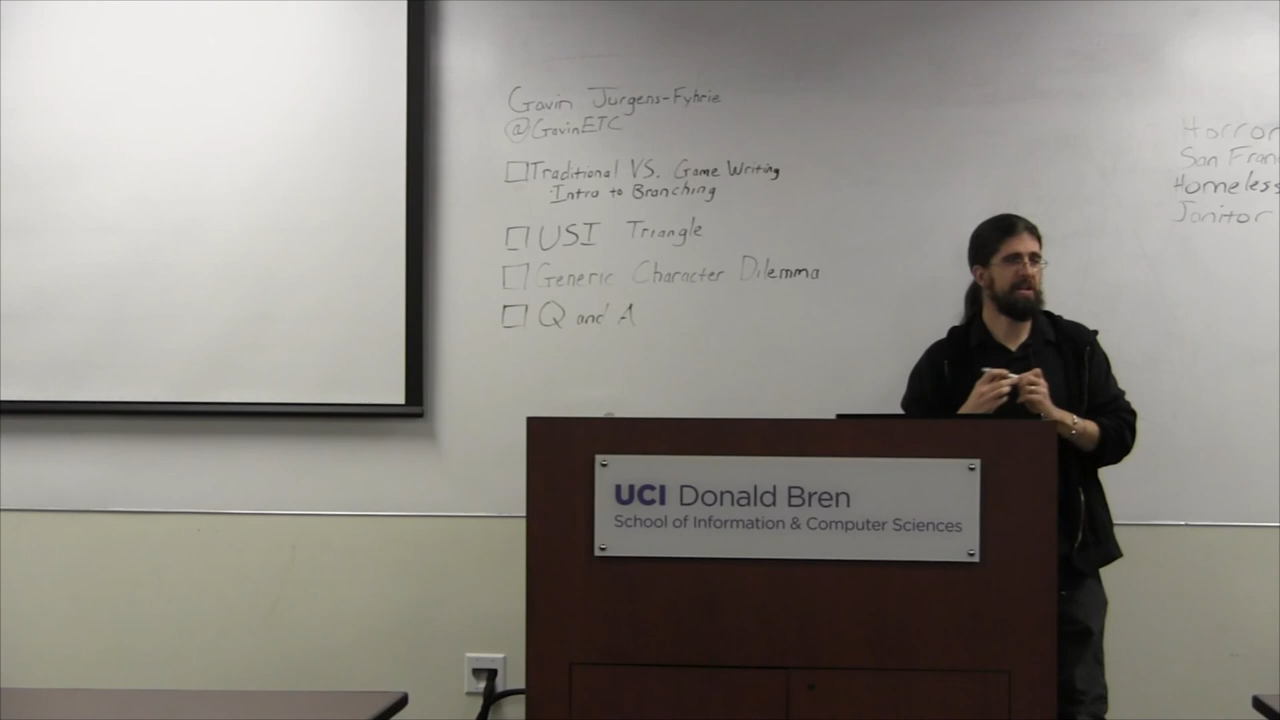 Gavin Jurgens-Fyhrie
@GavinETC
Traditional VS. Game Writing
Intro to Branching
USI Triangle
Generic Character Dilemma
Q and A
Horror
San Fran
Homeless
Janitor
UCI Donald Bren
School of Information & Computer Sciences